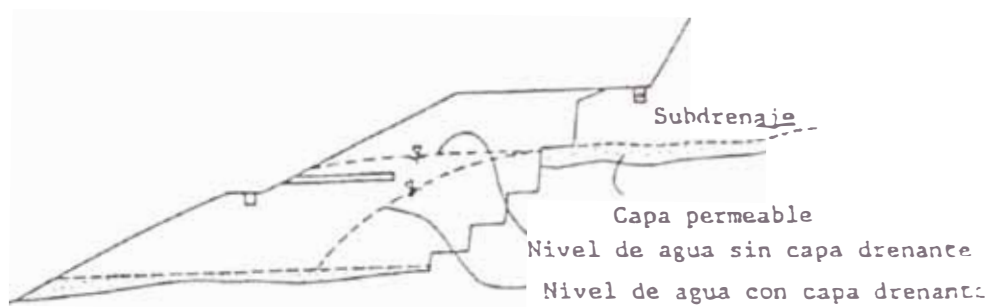 Subdrenaje
Capa permeable
Nivel de agua sin capa drenante
Nivel de agua con capa drenante